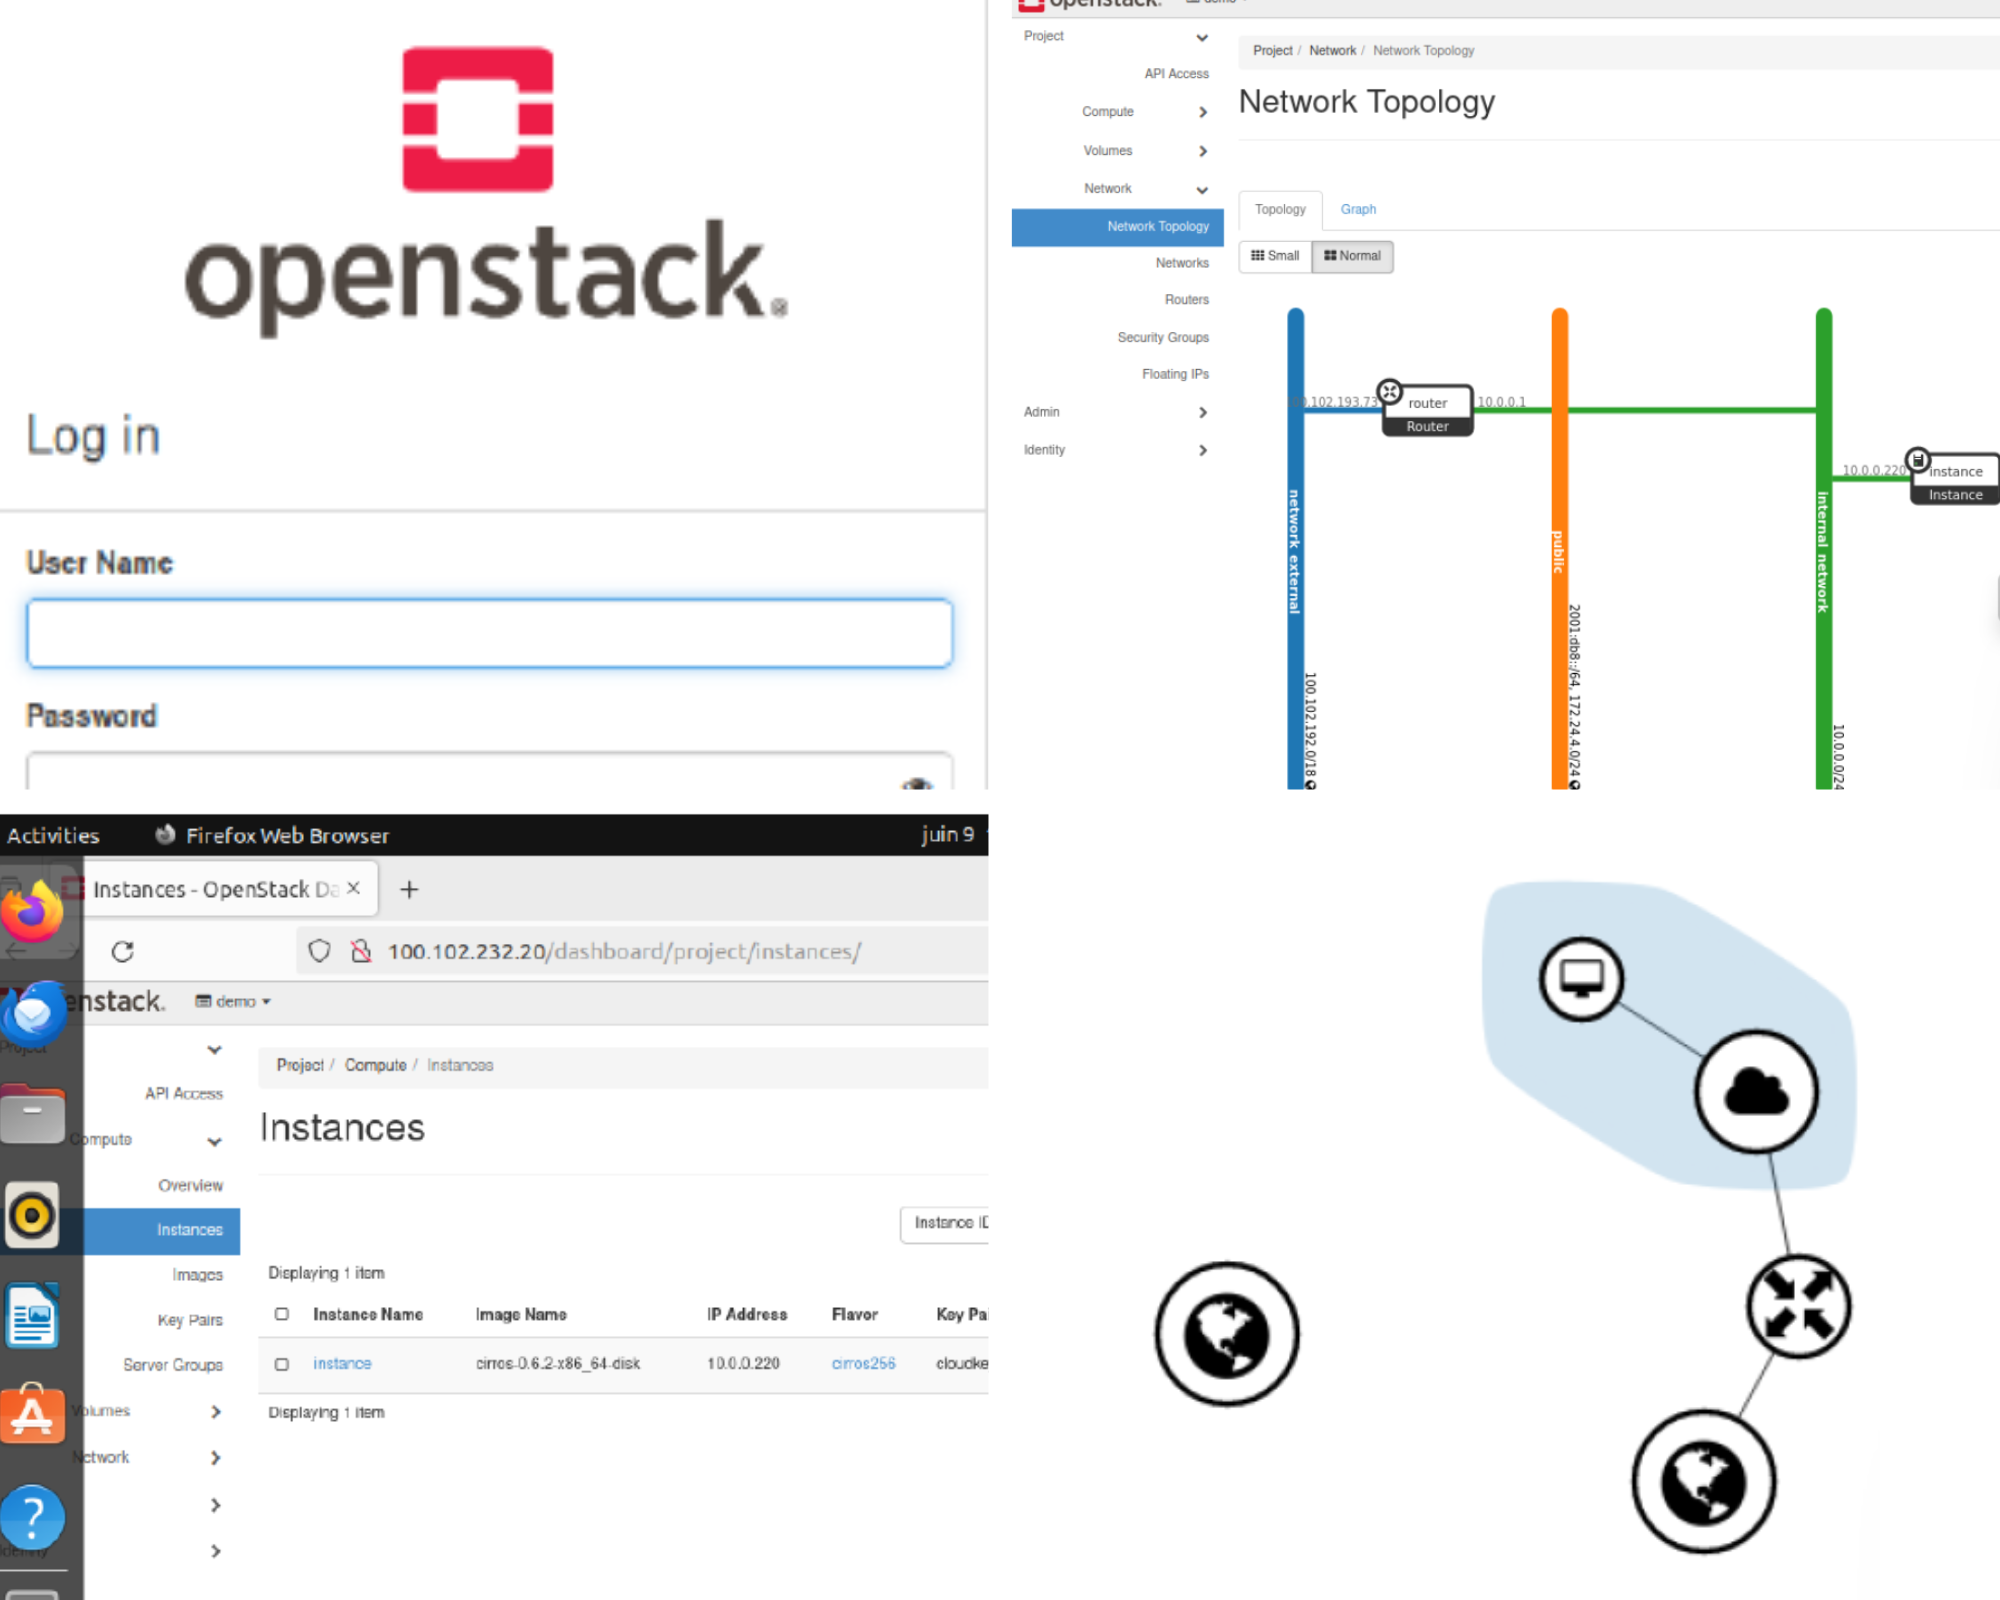 openstack.
Log in
User Name
Password
openstack.
demo
Project
API Access
Compute
Volumes
Network
Network Topology
Networks
Routers
Security Groups
Floating IPs
Admin
Identity
Project / Network / Network Topology
Network Topology
Topology
Graph
Small
Normal
.102.193.73
router
Router
10.0.0.1
10.0.0.220
instance
Instance
network_external
100.102.192.0/18
public
2001:db8::/64, 172.24.4.0/24
internal_network
10.0.0.0/24
Activities
Firefox Web Browser
juin 9
Instances - OpenStack Da
100.102.232.20/dashboard/project/instances/
enstack.
demo
Project
API Access
Compute
Overview
Instances
Images
Key Pairs
Server Groups
Volumes
Network
Identity
Project / Compute / Instances
Instances
Instance ID
Displaying 1 item
Instance Name Image Name IP Address Flavor Key Pai
instance cirros-0.6.2-x86_64-disk 10.0.0.220 cirros256 cloudke
Displaying 1 item